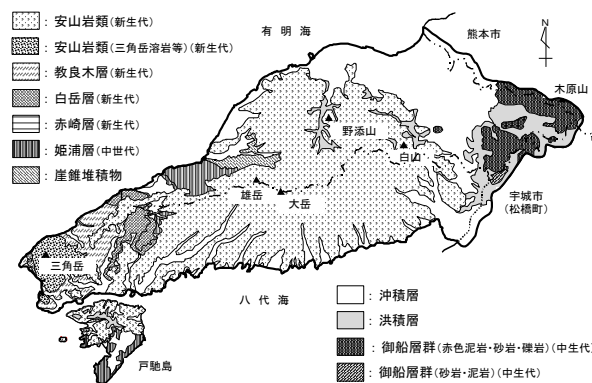 ：安山岩類(新生代)
：安山岩類(三角岳溶岩等)(新生代)
：教良木層(新生代)
：白岳層(新生代)
：赤崎層(新生代)
：姫浦層(中世代)
：崖錐堆積物
有明海
熊本市
N
木原山
野添山
白山
宇城市
(松橋町)
雄岳
大岳
三角岳
八代海
戸馳島
：沖積層
：洪積層
：御船層群(赤色泥岩・砂岩・礫岩)(中生代)
：御船層群(砂岩・泥岩)(中生代)